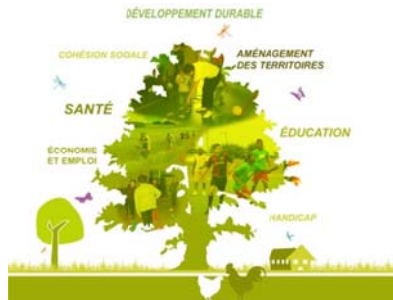 DÉVELOPPEMENT DURABLE
COHÉSION SOCIALE
AMÉNAGEMENT
DES TERRITOIRES
SANTÉ
ÉDUCATION
ÉCONOMIE
ET EMPLOI
HANDICAP